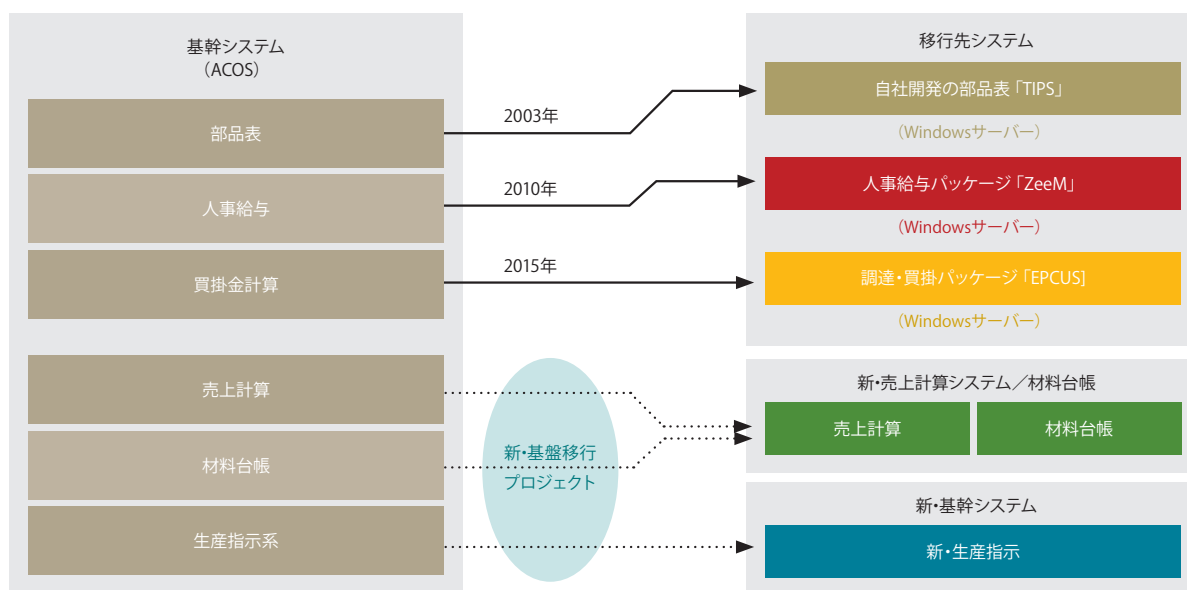 基幹システム
（ACOS）
部品表
人事給与
買掛金計算
売上計算
材料台帳
生産指示系
2003年
2010年
2015年
新・基盤移行
プロジェクト
移行先システム
自社開発の部品表「TIPS」
（Windowsサーバー）
人事給与パッケージ「ZeeM」
（Windowsサーバー）
調達・買掛パッケージ「EPCUS]
（Windowsサーバー）
新・売上計算システム／材料台帳
売上計算
材料台帳
新・基幹システム
新・生産指示